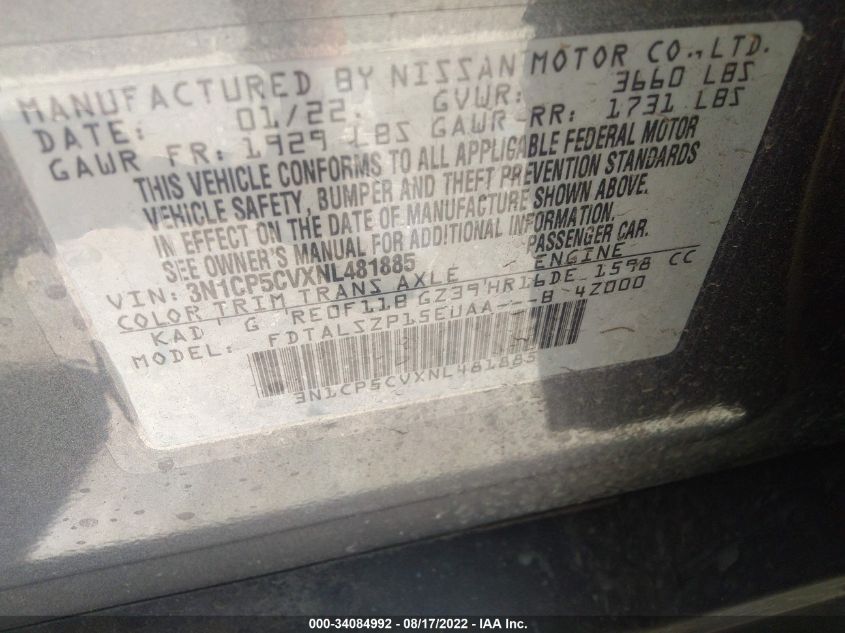 MANUFACTURED BY NISSAN MOTOR CO., LTD.
DATE: 01/22. GVWR: 3660 LBS
GAWR FR: 1929 LBS GAWR RR: 1731 LBS
THIS VEHICLE CONFORMS TO ALL APPLICABLE FEDERAL MOTOR
VEHICLE SAFETY, BUMPER AND THEFT PREVENTION STANDARDS
IN EFFECT ON THE DATE OF MANUFACTURE SHOWN ABOVE.
SEE OWNER'S MANUAL FOR ADDITIONAL INFORMATION.
VIN: 3N1CP5CVXNL481885 PASSENGER CAR.
COLOR TRIM TRANS AXLE ENGINE
KAD G RE0F11B GZ39 HR16DE 1598 CC
MODEL: FDTALSZP15EUAA---B 4Z000
3N1CP5CVXNL481885
000-34084992 - 08/17/2022 - IAA Inc.